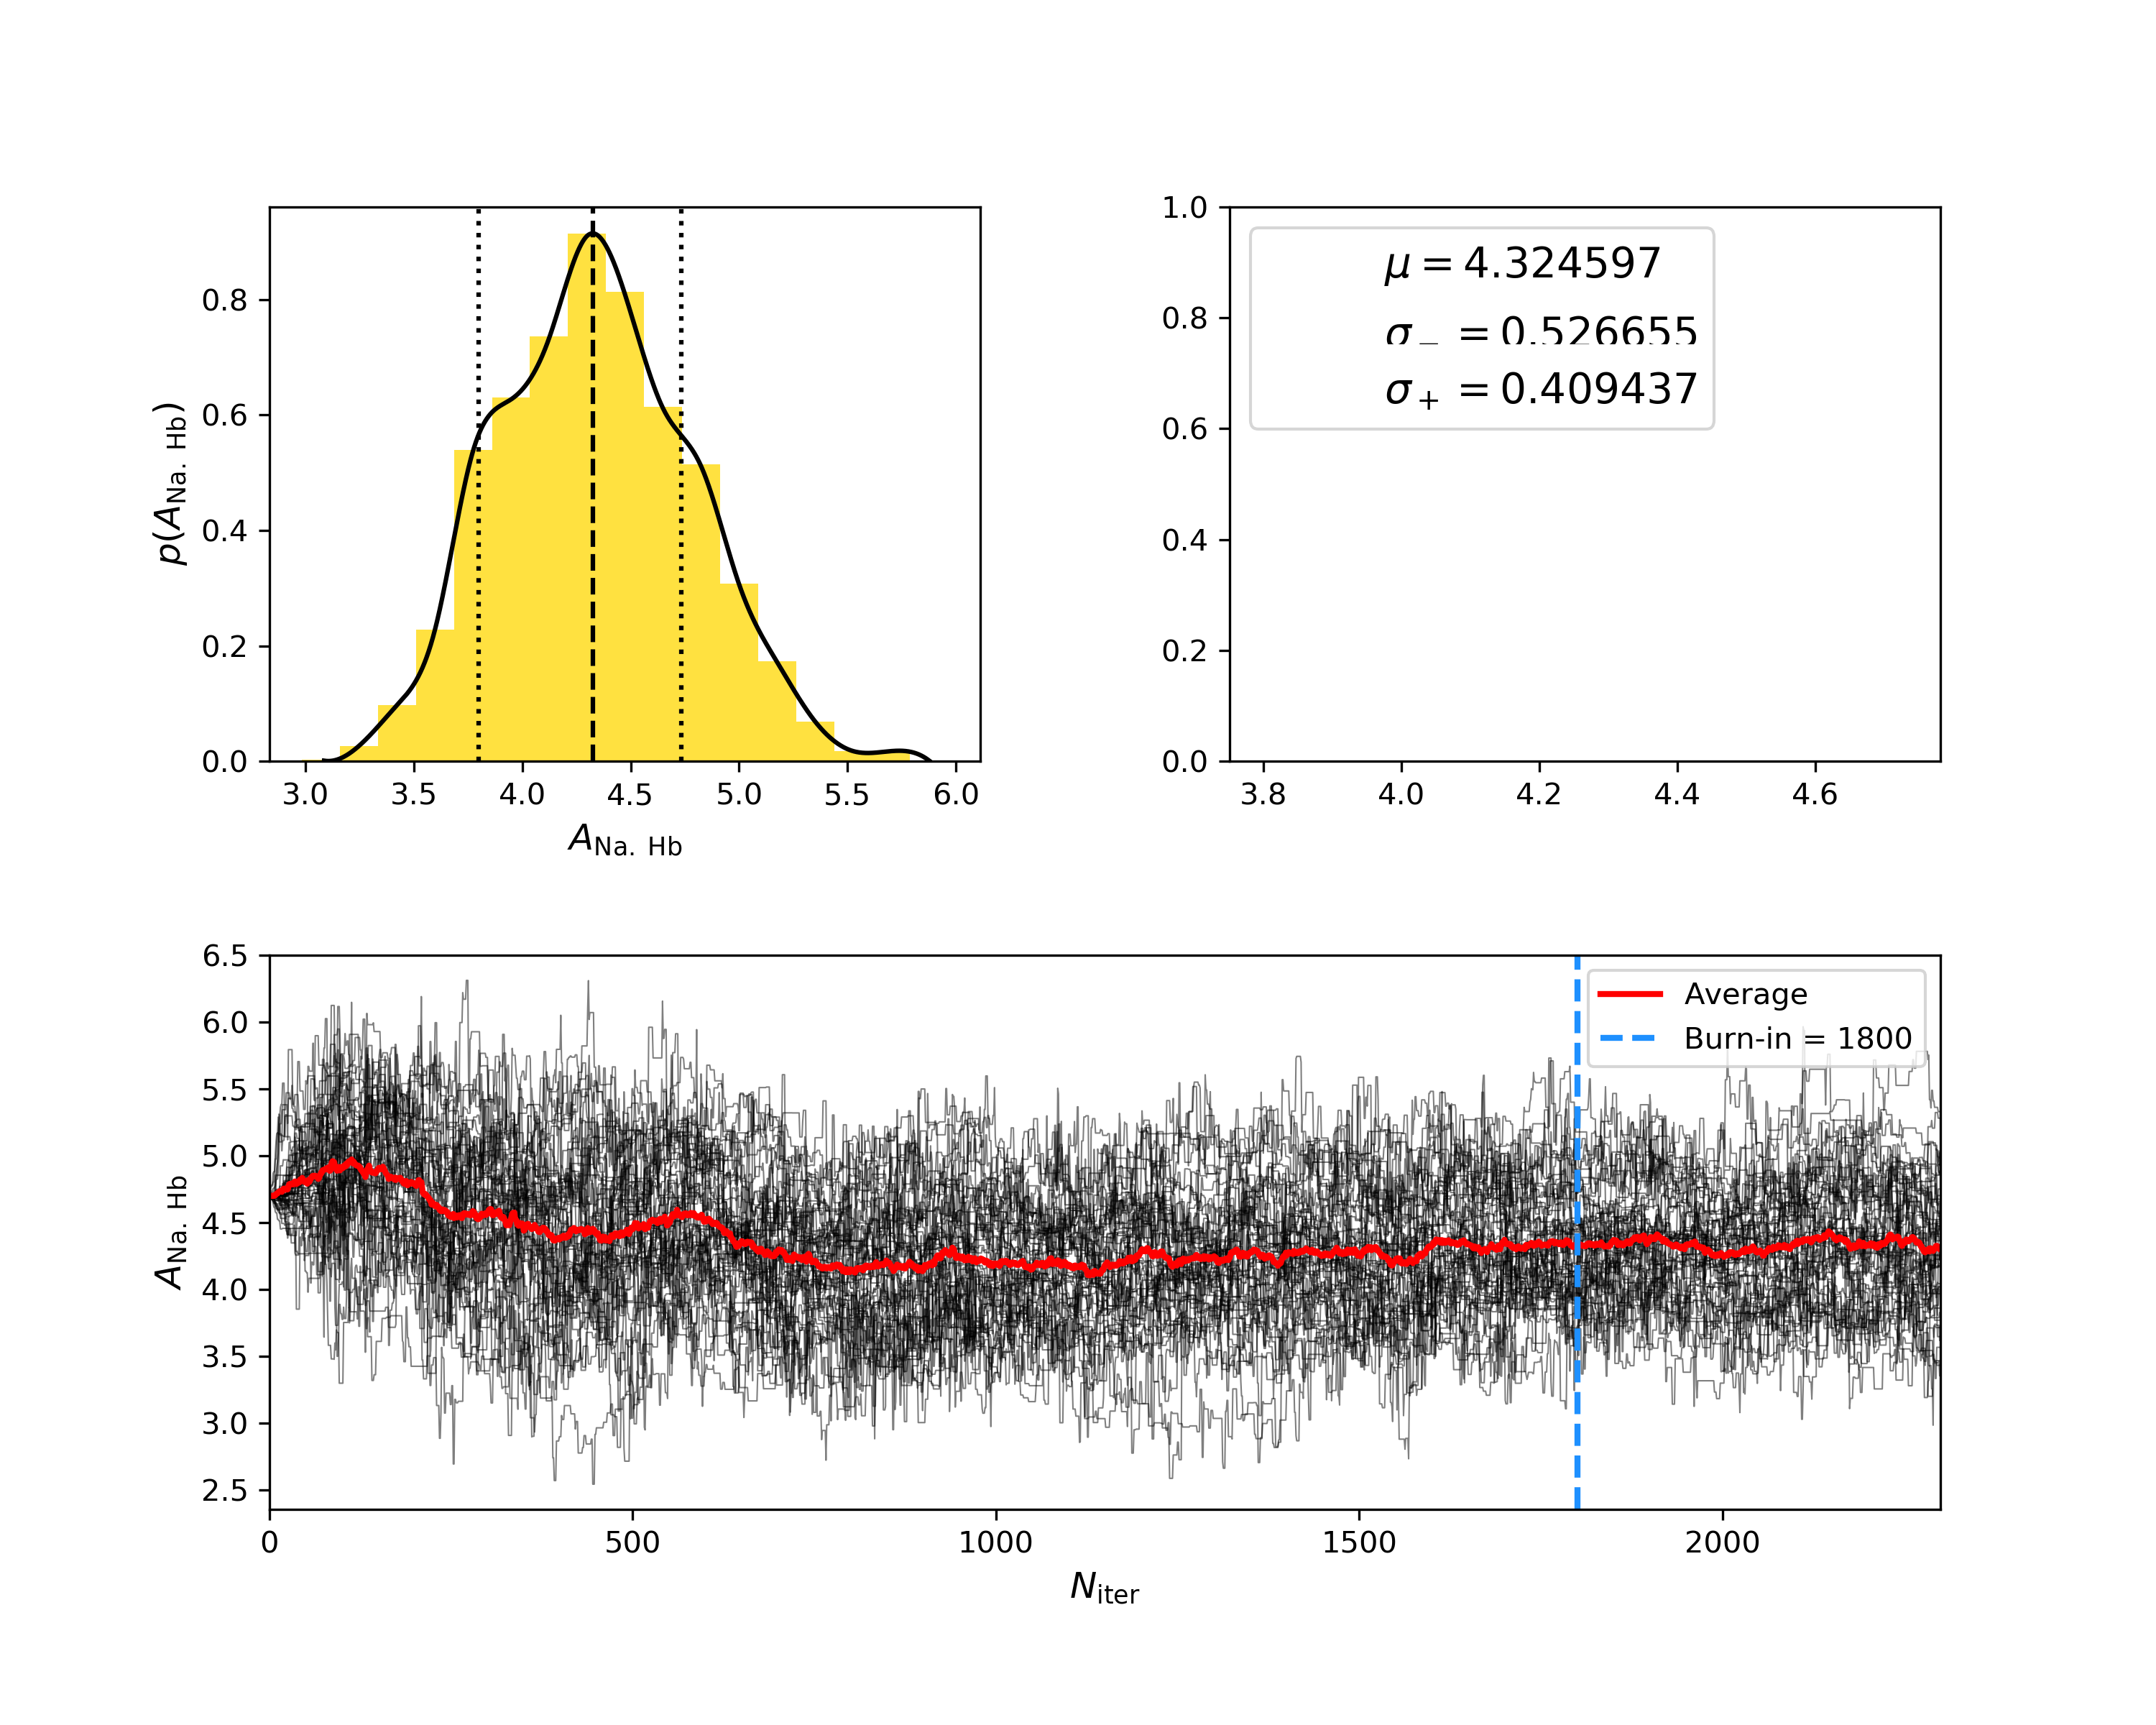 0.8
0.6
0.4
0.2
0.0
p(A_Na. Hb)
3.0 3.5 4.0 4.5 5.0 5.5 6.0
A_Na. Hb
1.0
0.8
0.6
0.4
0.2
0.0
μ = 4.324597
σ_− = 0.526655
σ_+ = 0.409437
3.8 4.0 4.2 4.4 4.6
6.5
6.0
5.5
5.0
4.5
4.0
3.5
3.0
2.5
A_Na. Hb
Average
Burn-in = 1800
0 500 1000 1500 2000
N_iter